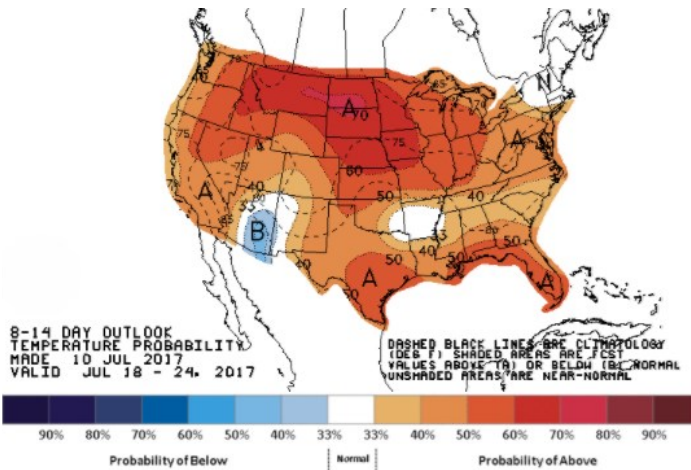 N
75
A
70
A
75
75
60
50
40
A
40
33
B
33
50
40
50
40
50
A
50
A
8-14 DAY OUTLOOK
TEMPERATURE PROBABILITY
MADE 10 JUL 2017
VALID JUL 18 - 24, 2017
DASHED BLACK LINES ARE CLIMATOLOGY
(DEG F) SHADED AREAS ARE FCST
VALUES ABOVE (A) OR BELOW (B) NORMAL
UNSHADED AREAS ARE NEAR-NORMAL
90% 80% 70% 60% 50% 40% 33% 33% 40% 50% 60% 70% 80% 90%
Probability of Below Normal Probability of Above